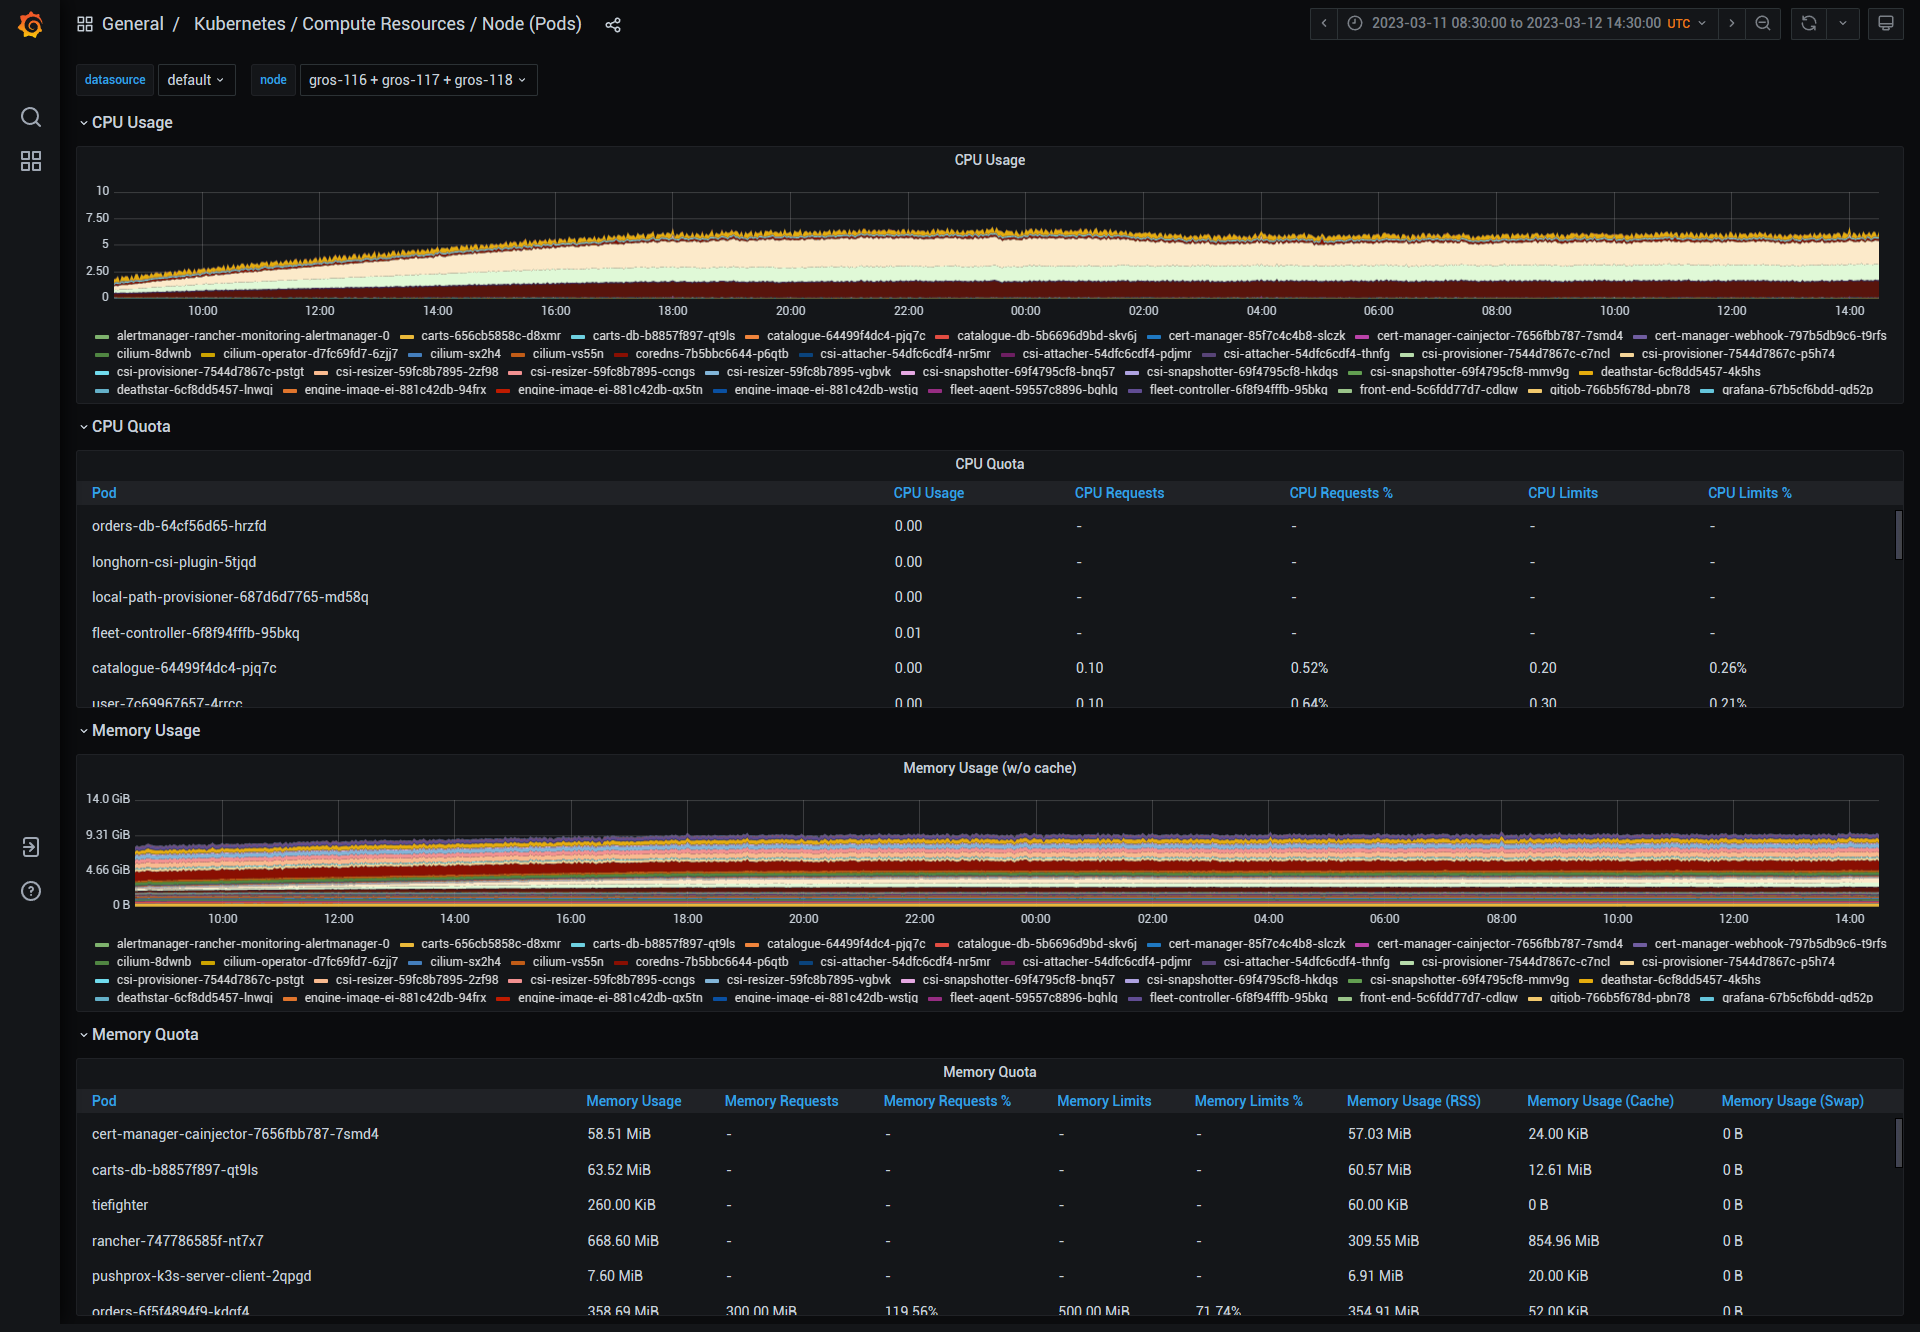 General / Kubernetes / Compute Resources / Node (Pods) 2023-03-11 08:30:00 to 2023-03-12 14:30:00 UTC
datasource default node gros-116 + gros-117 + gros-118
CPU Usage
CPU Usage
10
7.50
5
2.50
0
10:00 12:00 14:00 16:00 18:00 20:00 22:00 00:00 02:00 04:00 06:00 08:00 10:00 12:00 14:00
alertmanager-rancher-monitoring-alertmanager-0 carts-656cb5858c-d8xmr carts-db-b8857f897-qt9ls catalogue-64499f4dc4-pjq7c catalogue-db-5b6696d9bd-skv6j cert-manager-85f7c4c4b8-slczk cert-manager-cainjector-7656fbb787-7smd4 cert-manager-webhook-797b5db9c6-t9rfs
cilium-8dwnb cilium-operator-d7fc69fd7-6zjj7 cilium-sx2h4 cilium-vs55n coredns-7b5bbc6644-p6qtb csi-attacher-54dfc6cdf4-nr5mr csi-attacher-54dfc6cdf4-pdjmr csi-attacher-54dfc6cdf4-thnfg csi-provisioner-7544d7867c-c7ncl csi-provisioner-7544d7867c-p5h74
csi-provisioner-7544d7867c-pstgt csi-resizer-59fc8b7895-2zf98 csi-resizer-59fc8b7895-ccngs csi-resizer-59fc8b7895-vgbvk csi-snapshotter-69f4795cf8-bnq57 csi-snapshotter-69f4795cf8-hkdqs csi-snapshotter-69f4795cf8-mmv9g deathstar-6cf8dd5457-4k5hs
deathstar-6cf8dd5457-lnwgj engine-image-ei-881c42db-94frx engine-image-ei-881c42db-gx5tn engine-image-ei-881c42db-wstjg fleet-agent-59557c8896-bghlg fleet-controller-6f8f94fffb-95bkq front-end-5c6fdd77d7-cdlqw gitjob-766b5f678d-pbn78 grafana-67b5cf6bdd-gd52p
CPU Quota
CPU Quota
Pod CPU Usage CPU Requests CPU Requests % CPU Limits CPU Limits %
orders-db-64cf56d65-hrzfd 0.00 - - - -
longhorn-csi-plugin-5tjqd 0.00 - - - -
local-path-provisioner-687d6d7765-md58q 0.00 - - - -
fleet-controller-6f8f94fffb-95bkq 0.01 - - - -
catalogue-64499f4dc4-pjq7c 0.00 0.10 0.52% 0.20 0.26%
user-7c69967657-4rrcc 0.00 0.10 0.64% 0.30 0.21%
Memory Usage
Memory Usage (w/o cache)
14.0 GiB
9.31 GiB
4.66 GiB
0 B
10:00 12:00 14:00 16:00 18:00 20:00 22:00 00:00 02:00 04:00 06:00 08:00 10:00 12:00 14:00
alertmanager-rancher-monitoring-alertmanager-0 carts-656cb5858c-d8xmr carts-db-b8857f897-qt9ls catalogue-64499f4dc4-pjq7c catalogue-db-5b6696d9bd-skv6j cert-manager-85f7c4c4b8-slczk cert-manager-cainjector-7656fbb787-7smd4 cert-manager-webhook-797b5db9c6-t9rfs
cilium-8dwnb cilium-operator-d7fc69fd7-6zjj7 cilium-sx2h4 cilium-vs55n coredns-7b5bbc6644-p6qtb csi-attacher-54dfc6cdf4-nr5mr csi-attacher-54dfc6cdf4-pdjmr csi-attacher-54dfc6cdf4-thnfg csi-provisioner-7544d7867c-c7ncl csi-provisioner-7544d7867c-p5h74
csi-provisioner-7544d7867c-pstgt csi-resizer-59fc8b7895-2zf98 csi-resizer-59fc8b7895-ccngs csi-resizer-59fc8b7895-vgbvk csi-snapshotter-69f4795cf8-bnq57 csi-snapshotter-69f4795cf8-hkdqs csi-snapshotter-69f4795cf8-mmv9g deathstar-6cf8dd5457-4k5hs
deathstar-6cf8dd5457-lnwgj engine-image-ei-881c42db-94frx engine-image-ei-881c42db-gx5tn engine-image-ei-881c42db-wstjg fleet-agent-59557c8896-bghlg fleet-controller-6f8f94fffb-95bkq front-end-5c6fdd77d7-cdlqw gitjob-766b5f678d-pbn78 grafana-67b5cf6bdd-gd52p
Memory Quota
Memory Quota
Pod Memory Usage Memory Requests Memory Requests % Memory Limits Memory Limits % Memory Usage (RSS) Memory Usage (Cache) Memory Usage (Swap)
cert-manager-cainjector-7656fbb787-7smd4 58.51 MiB - - - - 57.03 MiB 24.00 KiB 0 B
carts-db-b8857f897-qt9ls 63.52 MiB - - - - 60.57 MiB 12.61 MiB 0 B
tiefighter 260.00 KiB - - - - 60.00 KiB 0 B 0 B
rancher-747786585f-nt7x7 668.60 MiB - - - - 309.55 MiB 854.96 MiB 0 B
pushprox-k3s-server-client-2qpgd 7.60 MiB - - - - 6.91 MiB 20.00 KiB 0 B
orders-6f5f4894f9-kdgf4 358.69 MiB 300.00 MiB 119.56% 500.00 MiB 71.74% 354.91 MiB 52.00 KiB 0 B